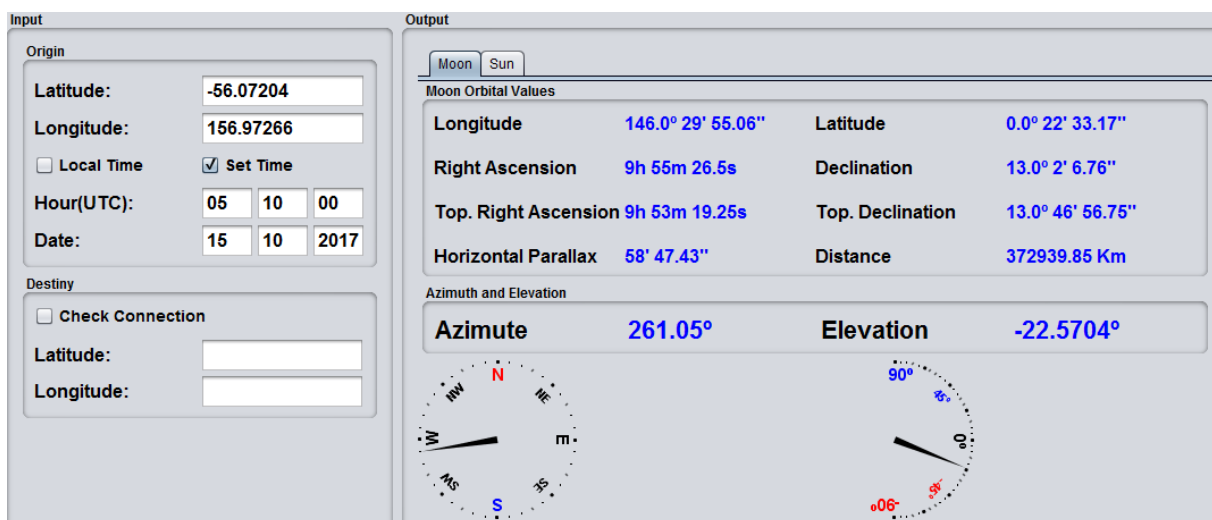 Input
Origin
Latitude: -56.07204
Longitude: 156.97266
Local Time Set Time
Hour(UTC): 05 10 00
Date: 15 10 2017
Destiny
Check Connection
Latitude:
Longitude:
Output
Moon Sun
Moon Orbital Values
Longitude 146.0º 29' 55.06'' Latitude 0.0º 22' 33.17''
Right Ascension 9h 55m 26.5s Declination 13.0º 2' 6.76''
Top. Right Ascension 9h 53m 19.25s Top. Declination 13.0º 46' 56.75''
Horizontal Parallax 58' 47.43'' Distance 372939.85 Km
Azimuth and Elevation
Azimute 261.05º Elevation -22.5704º
N
NW NE
W E
SW SE
S
90º
45º
0º
-45º
-90º